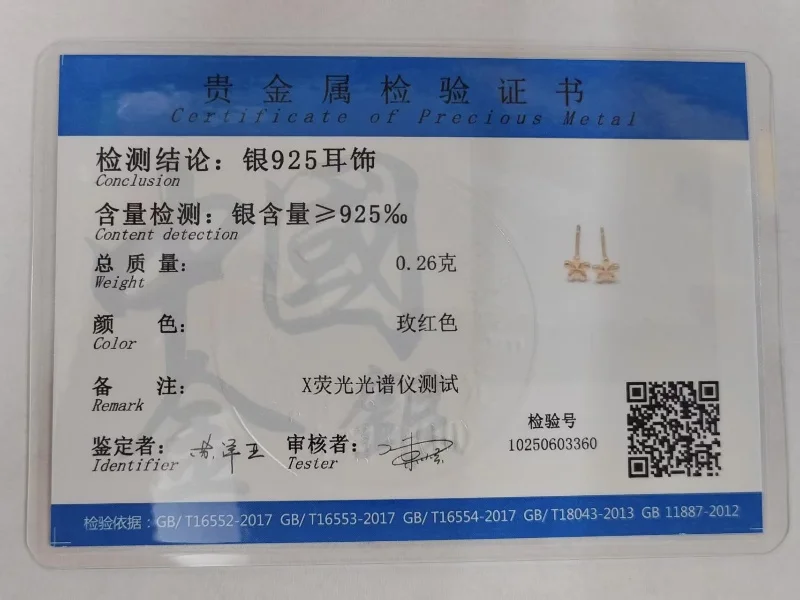 贵金属检验证书
Certificate of Precious Metal
检测结论：银925耳饰
Conclusion
含量检测：银含量≥925‰
Content detection
总质量：0.26克
Weight
颜色：玫红色
Color
备注：X荧光光谱仪测试
Remark
鉴定者：
Identifier
审核者：
Tester
检验号
10250603360
检验依据：GB/T16552-2017 GB/T16553-2017 GB/T16554-2017 GB/T18043-2013 GB 11887-2012
中國金銀